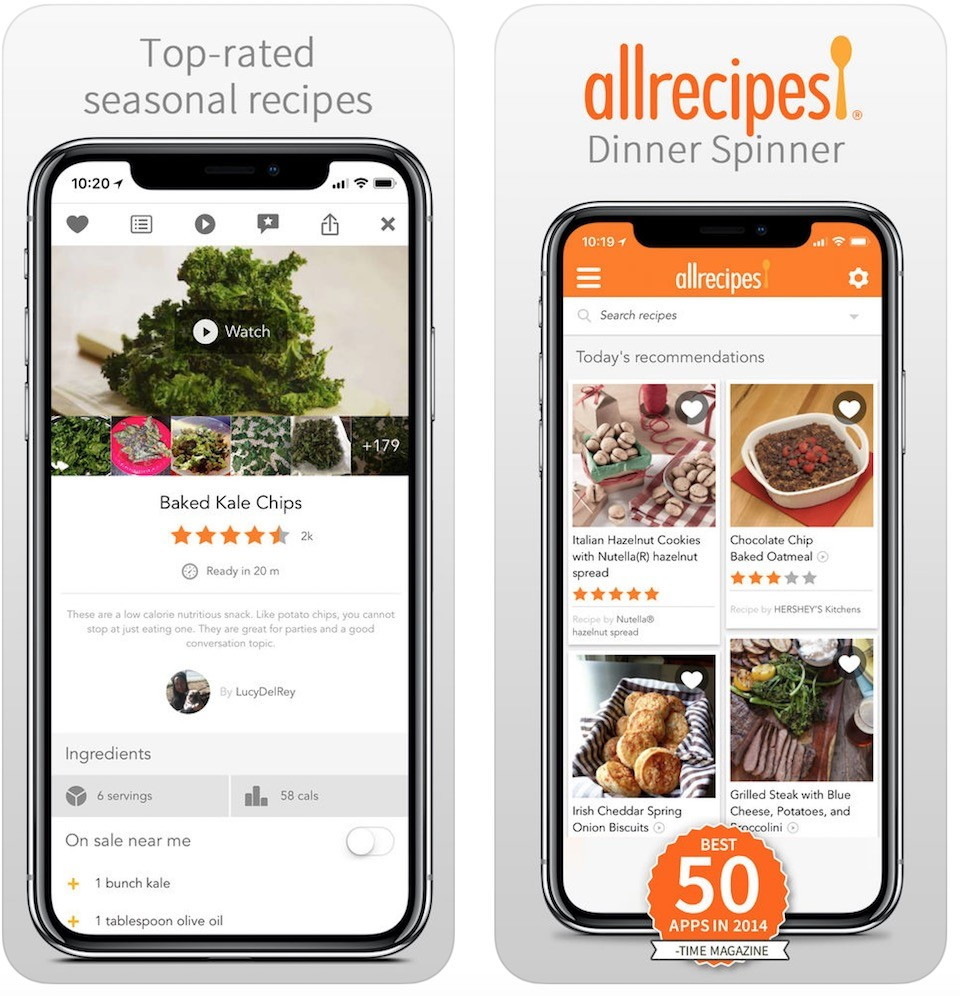 Top-rated
seasonal recipes
10:20
Watch
+179
Baked Kale Chips
2k
Ready in 20 m
These are a low calorie nutritious snack. Like potato chips, you cannot
stop at just eating one. They are great for parties and a good
conversation topic.
By LucyDelRey
Ingredients
6 servings
58 cals
On sale near me
+ 1 bunch kale
+ 1 tablespoon olive oil
allrecipes®
Dinner Spinner
10:19
allrecipes
Search recipes
Today's recommendations
Italian Hazelnut Cookies
with Nutella(R) hazelnut
spread
Recipe by Nutella®
hazelnut spread
Chocolate Chip
Baked Oatmeal
Recipe by HERSHEY'S Kitchens
Irish Cheddar Spring
Onion Biscuits
Grilled Steak with Blue
Cheese, Potatoes, and
Broccolini
BEST
50
APPS IN 2014
-TIME MAGAZINE